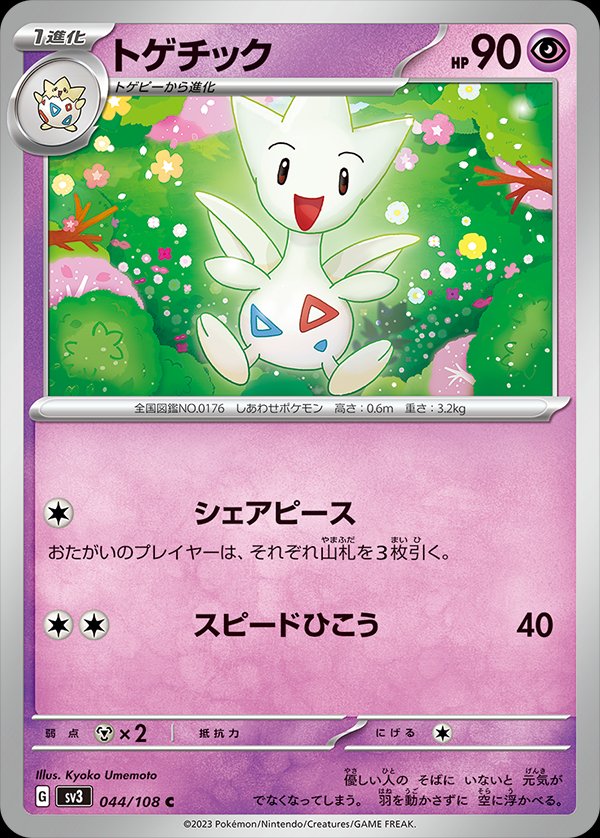 1進化
トゲチック
HP90
トゲピーから進化
全国図鑑NO.0176 しあわせポケモン 高さ：0.6m 重さ：3.2kg
シェアピース
おたがいのプレイヤーは、それぞれ山札を3枚引く。
スピードひこう 40
弱点 ×2 抵抗力 にげる
Illus. Kyoko Umemoto
G sv3 044/108 C
優しい人の そばに いないと 元気が
でなくなってしまう。 羽を動かさずに 空に浮かべる。
©2023 Pokémon/Nintendo/Creatures/GAME FREAK.